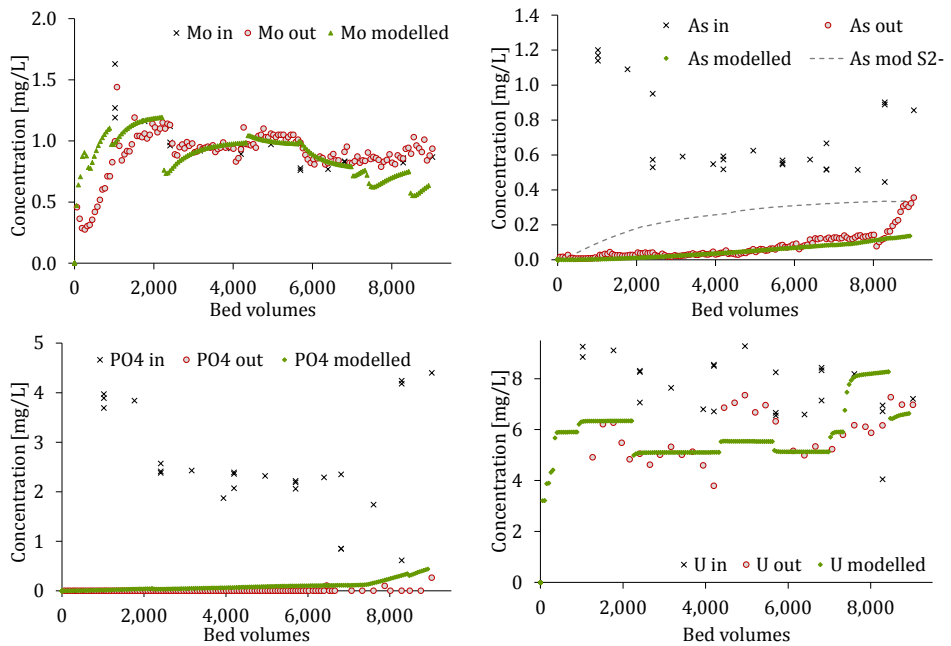 2.0
1.6
1.2
0.8
0.4
0.0
Concentration [mg/L]
Mo in Mo out Mo modelled
0 2,000 4,000 6,000 8,000
Bed volumes
1.4
1.2
1.0
0.8
0.6
0.4
0.2
0.0
Concentration [mg/L]
As in As out
As modelled As mod S2-
0 2,000 4,000 6,000 8,000
Bed volumes
5
4
3
2
1
0
Concentration [mg/L]
PO4 in PO4 out PO4 modelled
0 2,000 4,000 6,000 8,000
Bed volumes
8
6
4
2
0
Concentration [mg/L]
U in U out U modelled
0 2,000 4,000 6,000 8,000
Bed volumes